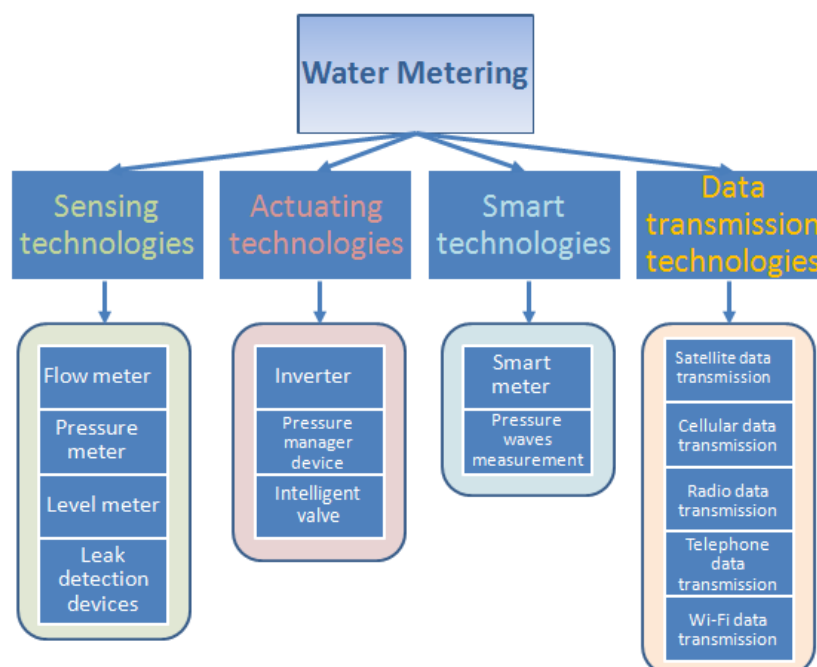 Water Metering
Sensing
technologies
Actuating
technologies
Smart
technologies
Data
transmission
technologies
Flow meter
Pressure
meter
Level meter
Leak
detection
devices
Inverter
Pressure
manager
device
Intelligent
valve
Smart
meter
Pressure
waves
measurement
Satellite data
transmission
Cellular data
transmission
Radio data
transmission
Telephone
data
transmission
Wi-Fi data
transmission